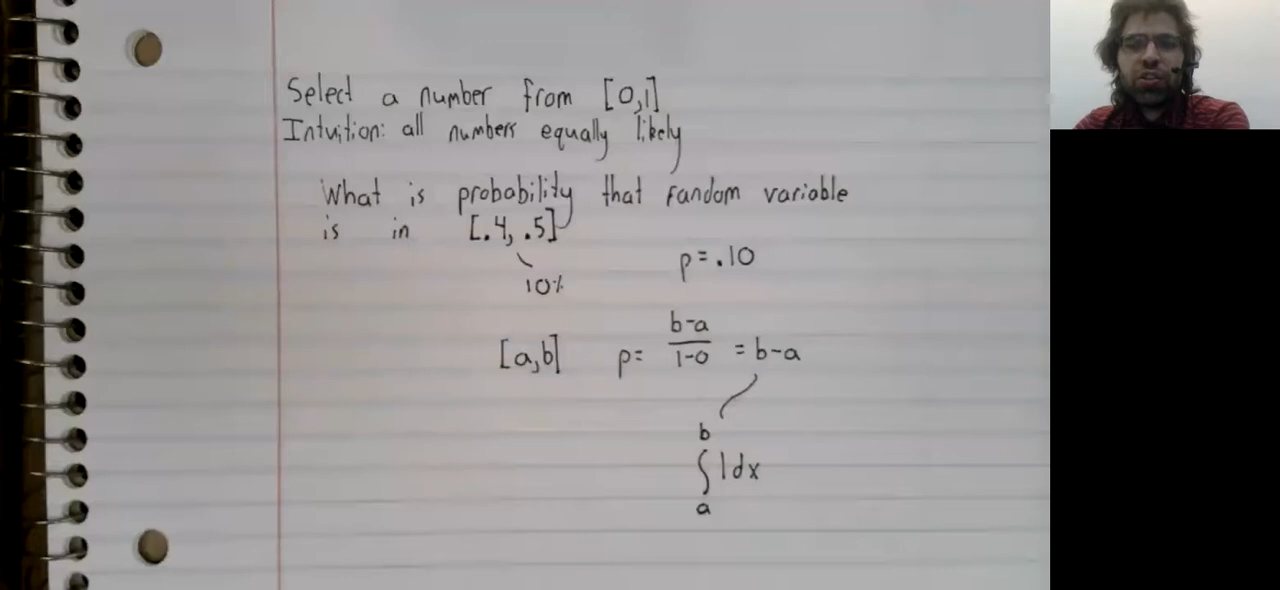 Select a number from [0,1]
Intuition: all numbers equally likely
What is probability that random variable
is in [.4, .5]
p=.10
10%
[a,b] p= b-a / 1-0 = b-a
b
∫ 1dx
a